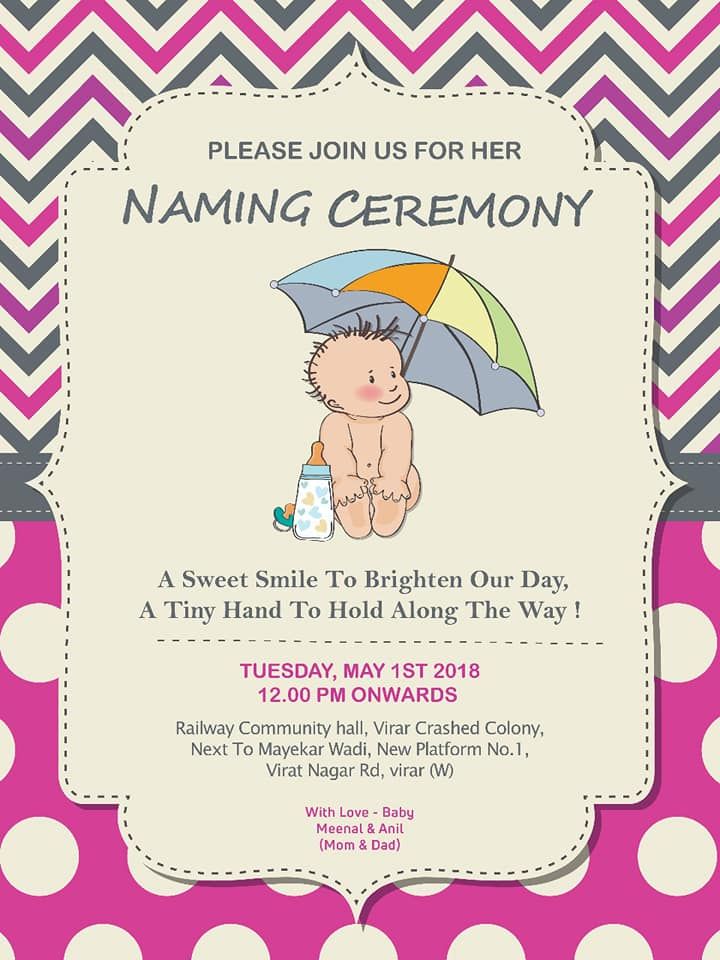 PLEASE JOIN US FOR HER
NAMING CEREMONY
A Sweet Smile To Brighten Our Day,
A Tiny Hand To Hold Along The Way !
TUESDAY, MAY 1ST 2018
12.00 PM ONWARDS
Railway Community hall, Virar Crashed Colony,
Next To Mayekar Wadi, New Platform No.1,
Virat Nagar Rd, virar (W)
With Love - Baby
Meenal & Anil
(Mom & Dad)